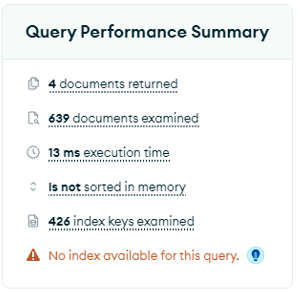 Query Performance Summary
4 documents returned
639 documents examined
13 ms execution time
Is not sorted in memory
426 index keys examined
No index available for this query.